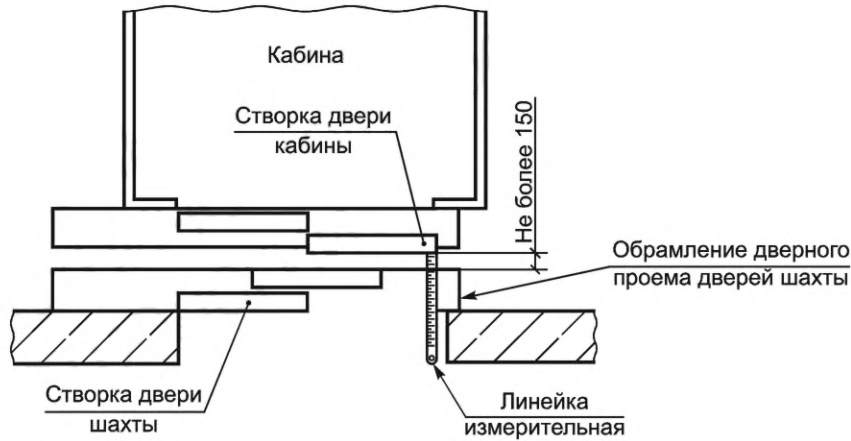 Кабина
Створка двери
кабины
Не более 150
Обрамление дверного
проема дверей шахты
Створка двери
шахты
Линейка
измерительная